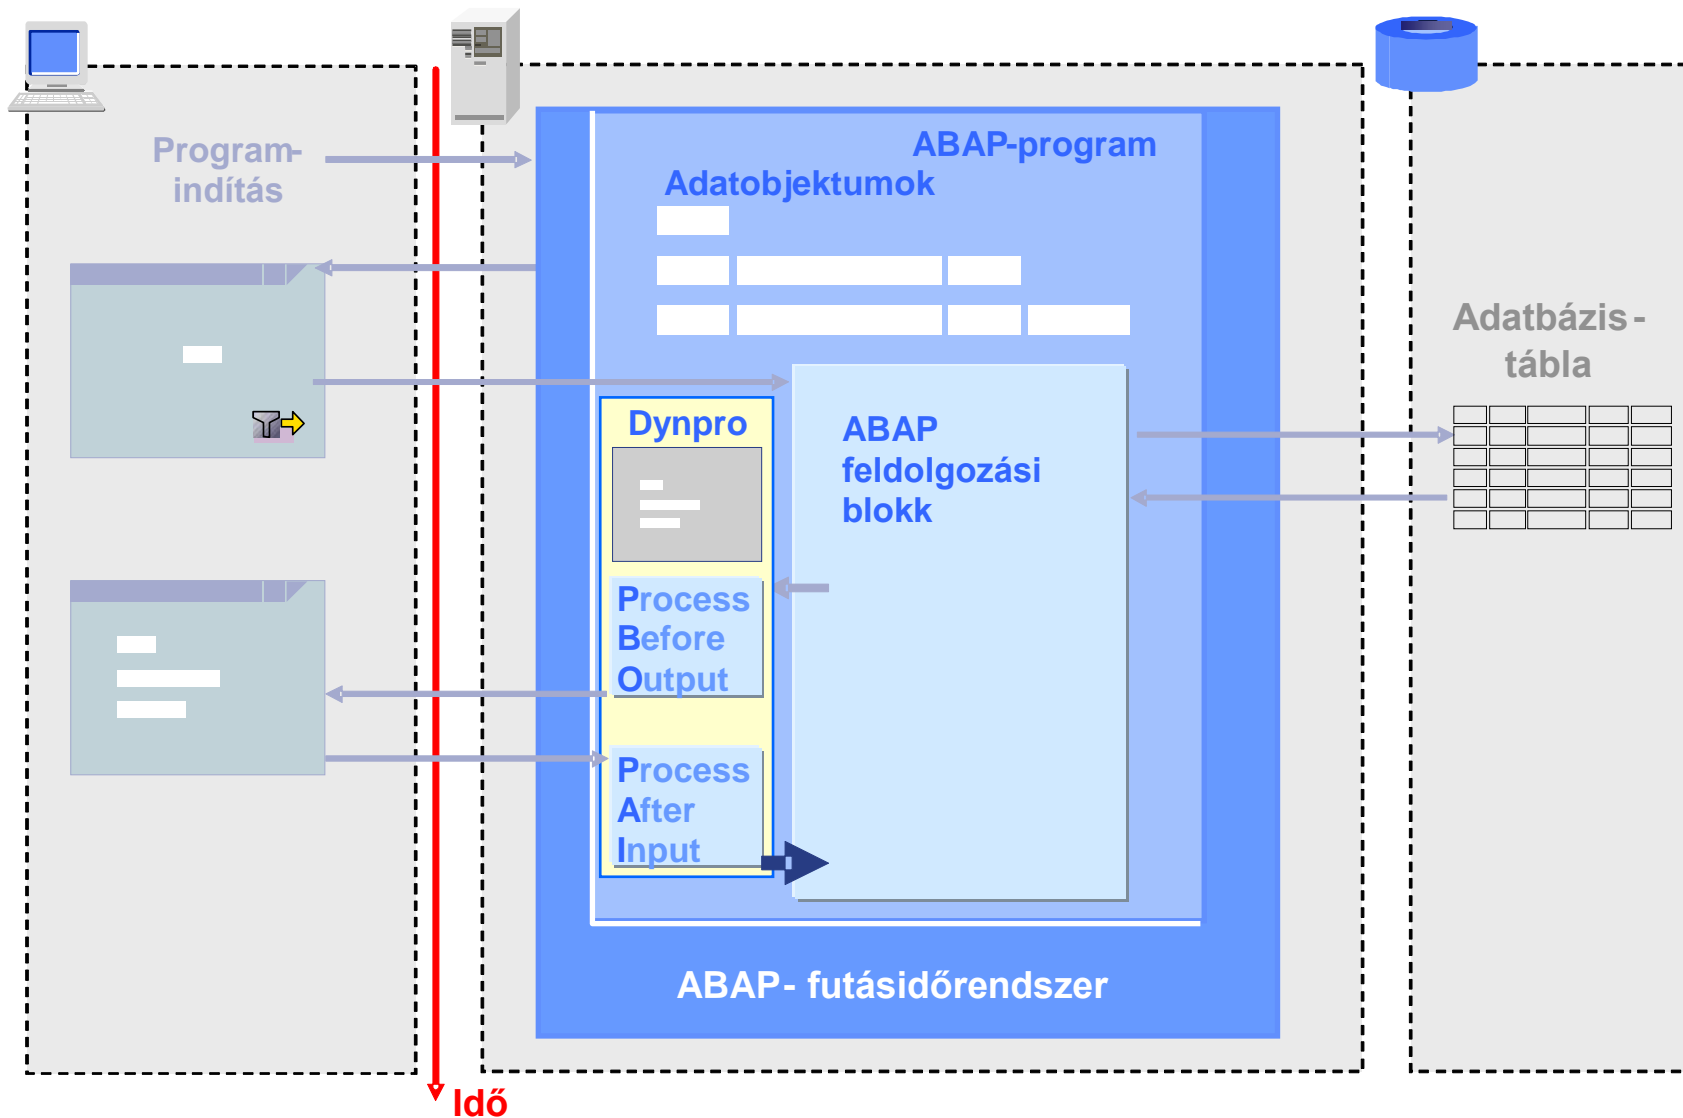 Program-
indítás
ABAP-program
Adatobjektumok
Adatbázis-
tábla
Dynpro
ABAP
feldolgozási
blokk
Process
Before
Output
Process
After
Input
ABAP- futásidőrendszer
Idő